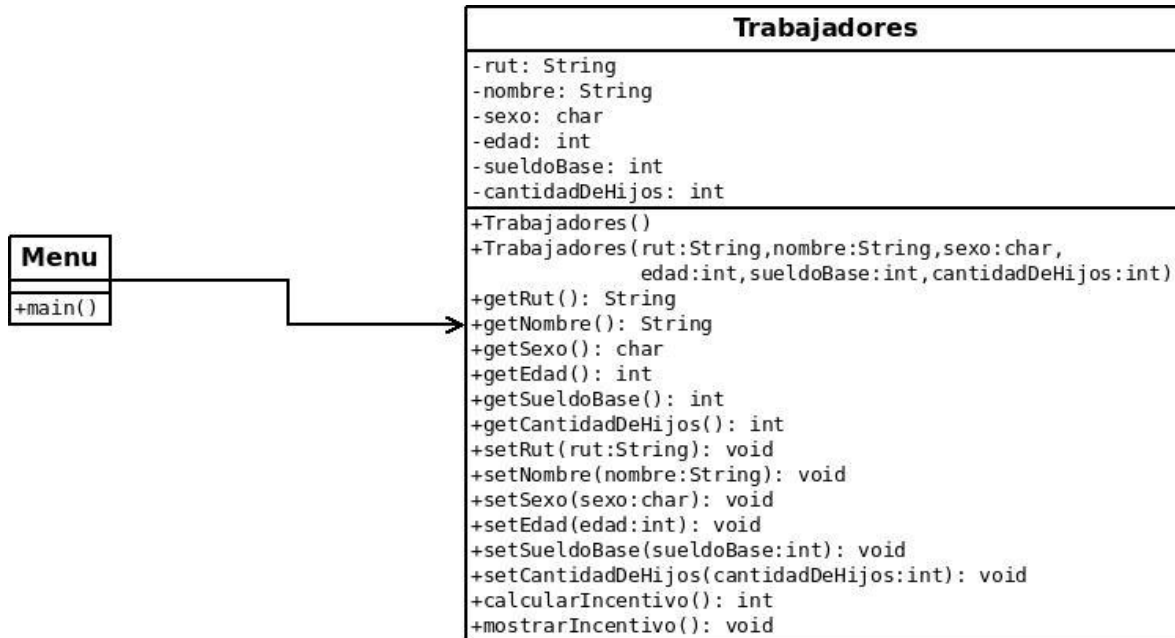 Menu
+main()
Trabajadores
-rut: String
-nombre: String
-sexo: char
-edad: int
-sueldoBase: int
-cantidadDeHijos: int
+Trabajadores()
+Trabajadores(rut:String,nombre:String,sexo:char,
edad:int,sueldoBase:int,cantidadDeHijos:int)
+getRut(): String
+getNombre(): String
+getSexo(): char
+getEdad(): int
+getSueldoBase(): int
+getCantidadDeHijos(): int
+setRut(rut:String): void
+setNombre(nombre:String): void
+setSexo(sexo:char): void
+setEdad(edad:int): void
+setSueldoBase(sueldoBase:int): void
+setCantidadDeHijos(cantidadDeHijos:int): void
+calcularIncentivo(): int
+mostrarIncentivo(): void